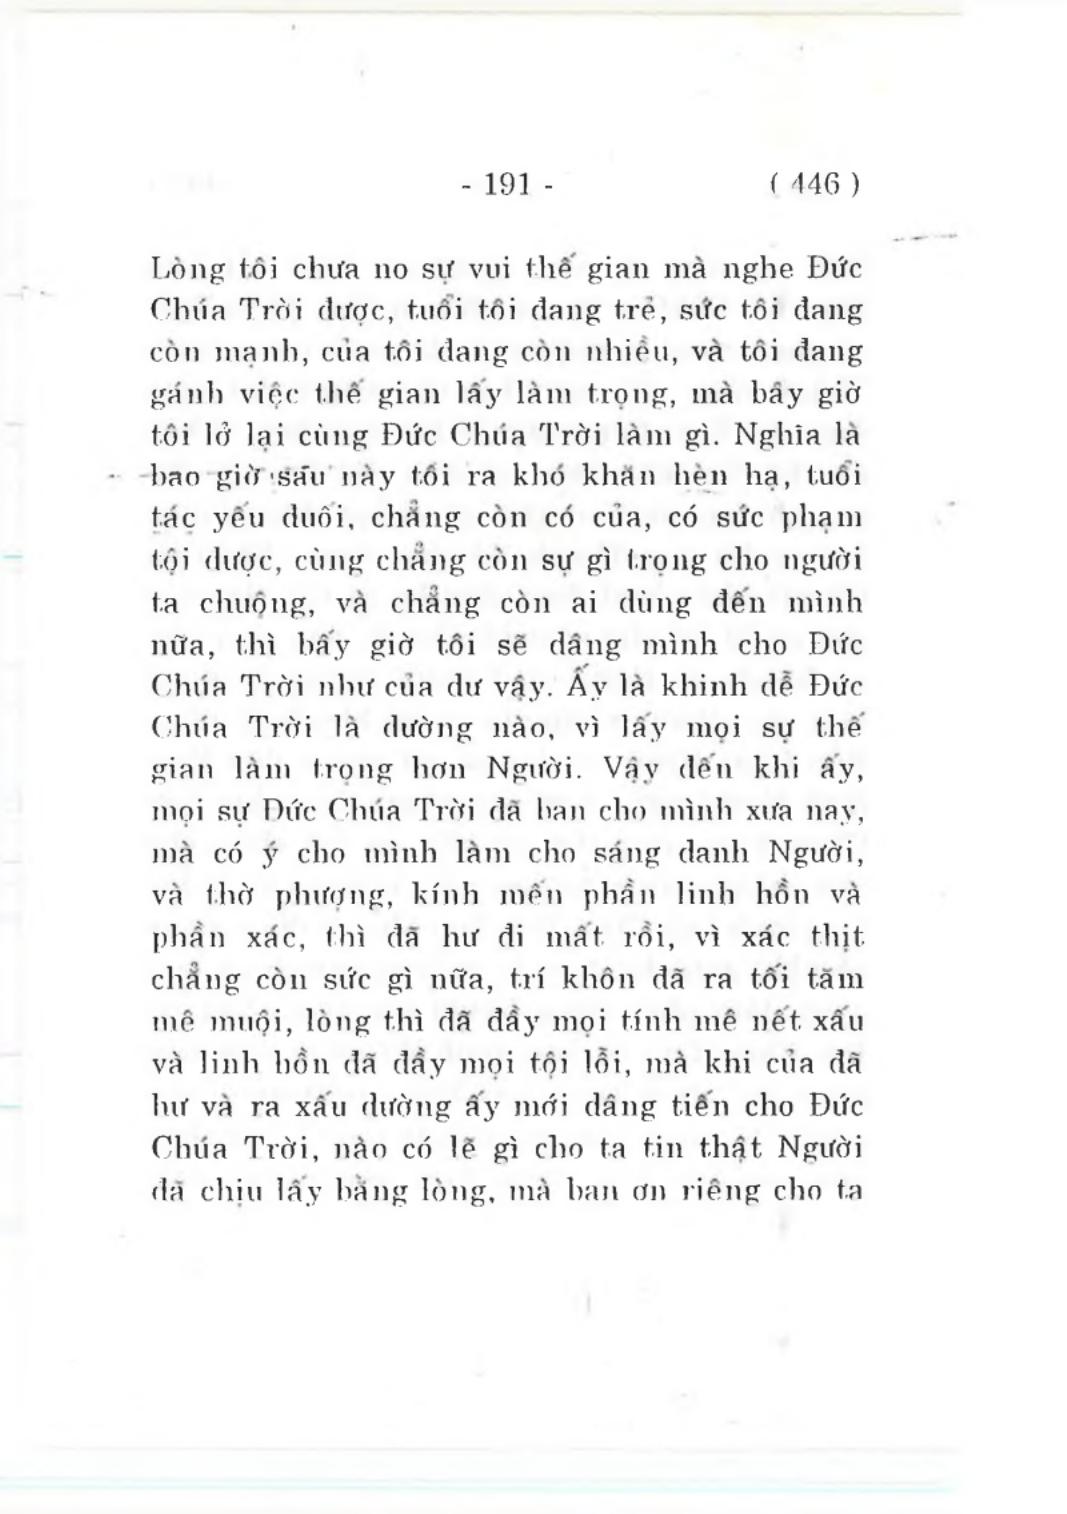 - 191 - ( 446 )
Lòng tôi chưa no sự vui thế gian mà nghe Đức
Chúa Trời được, tuổi tôi đang trẻ, sức tôi đang
còn mạnh, của tôi đang còn nhiều, và tôi đang
gánh việc thế gian lấy làm trọng, mà bây giờ
tôi lở lại cùng Đức Chúa Trời làm gì. Nghĩa là
bao giờ sau này tôi ra khó khăn hèn hạ, tuổi
tác yếu đuối, chẳng còn có của, có sức phạm
tội được, cùng chẳng còn sự gì trọng cho người
ta chuộng, và chẳng còn ai dùng đến mình
nữa, thì bấy giờ tôi sẽ dâng mình cho Đức
Chúa Trời như của dư vậy. Ấy là khinh dể Đức
Chúa Trời là dường nào, vì lấy mọi sự thế
gian làm trọng hơn Người. Vậy đến khi ấy,
mọi sự Đức Chúa Trời đã ban cho mình xưa nay,
mà có ý cho mình làm cho sáng danh Người,
và thờ phượng, kính mến phần linh hồn và
phần xác, thì đã hư đi mất rồi, vì xác thịt
chẳng còn sức gì nữa, trí khôn đã ra tối tăm
mê muội, lòng thì đã đầy mọi tính mê nết xấu
và linh hồn đã đầy mọi tội lỗi, mà khi của đã
hư và ra xấu dường ấy mới dâng tiến cho Đức
Chúa Trời, nào có lẽ gì cho ta tin thật Người
đã chịu lấy bằng lòng, mà ban ơn riêng cho ta